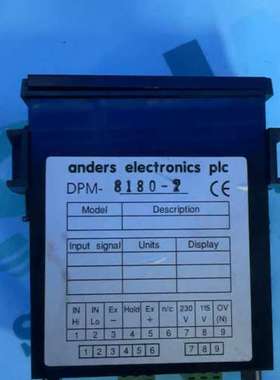 anders electronics plc
DPM- 8180-2 CE
Model Description
Input signal Units Display
IN Hi IN Lo Ex - Hold Ex + n/c 230 V 115 V OV (N)
1 2 3 4 5 6 7 8 9
1 2 3 4 5 6 7 8 9